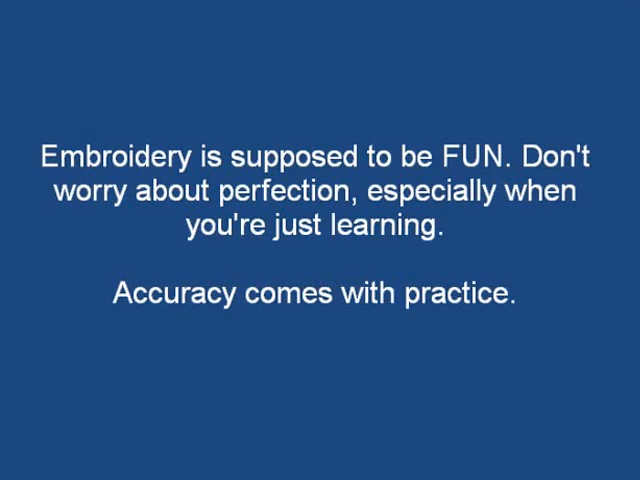 Embroidery is supposed to be FUN. Don't
worry about perfection, especially when
you're just learning.
Accuracy comes with practice.